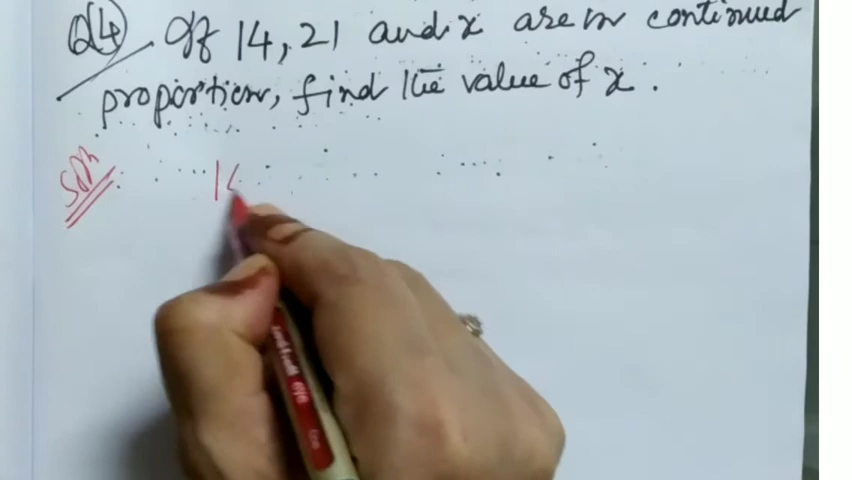 Q4. If 14, 21 and x are in continued
proportion, find the value of x.
Soln
14